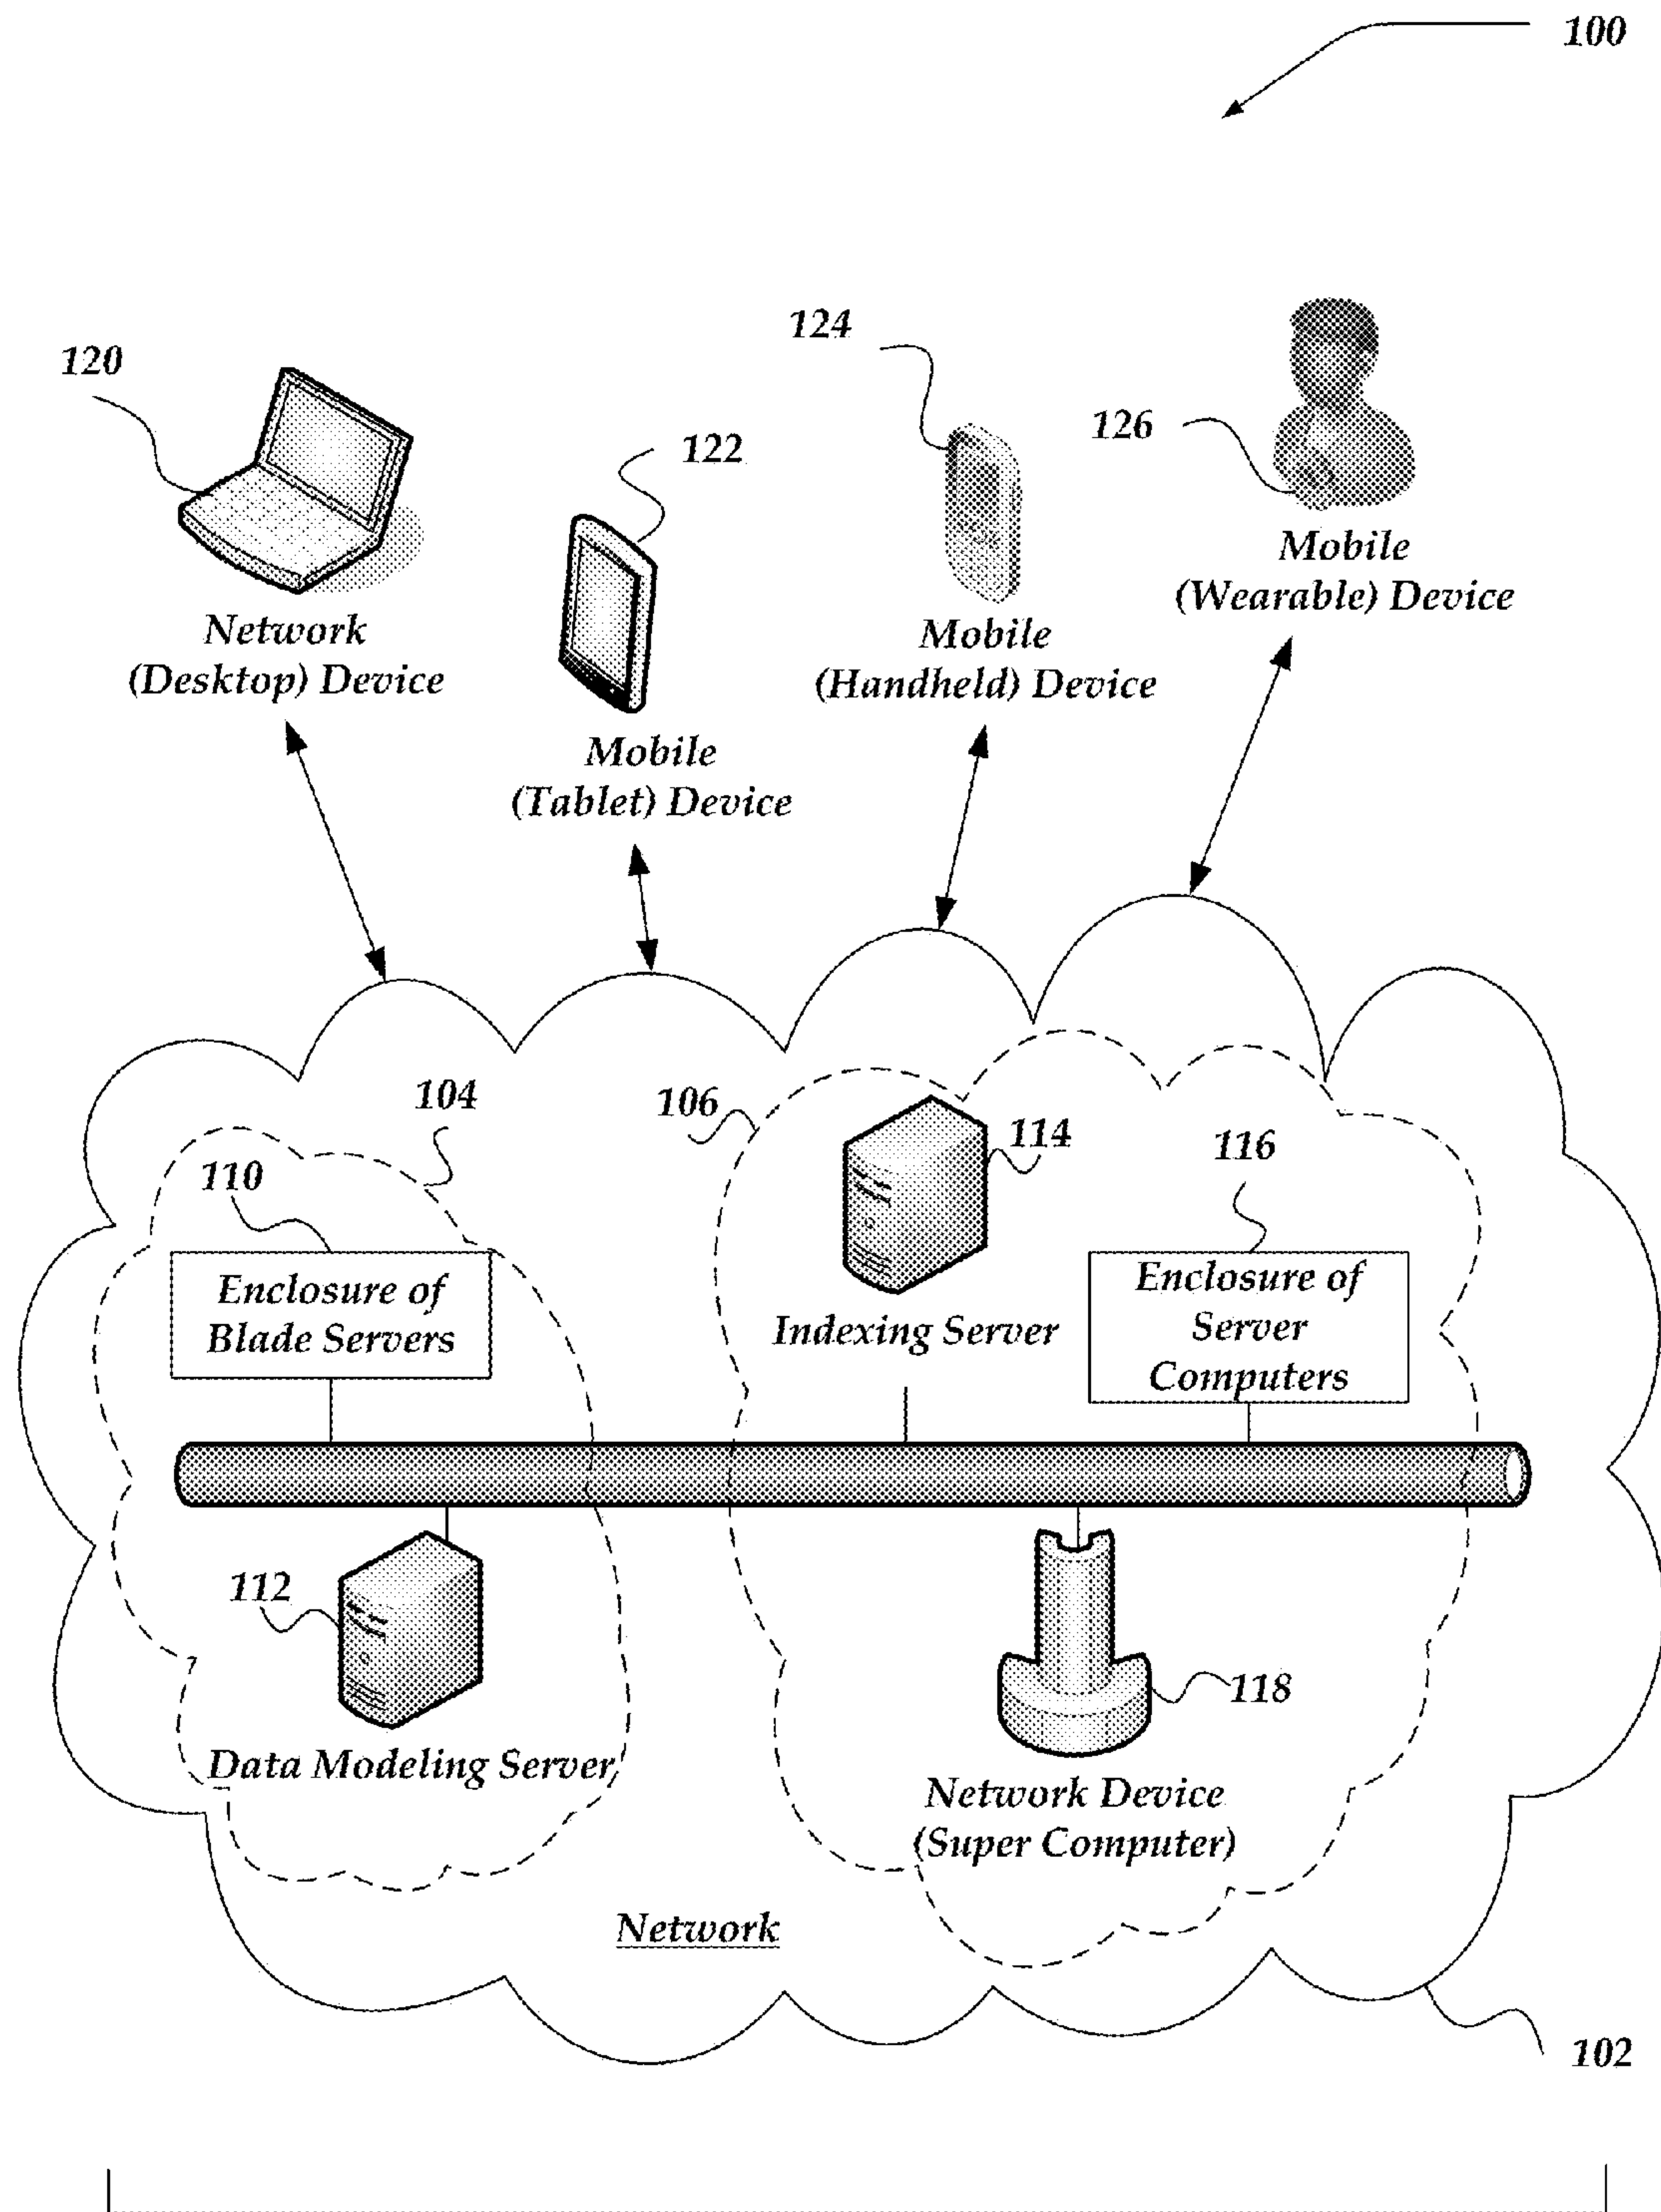 100
120
122
124
126
Network
(Desktop) Device
Mobile
(Tablet) Device
Mobile
(Handheld) Device
Mobile
(Wearable) Device
104
106
110
114
116
Enclosure of
Blade Servers
Indexing Server
Enclosure of
Server
Computers
112
118
Data Modeling Server
Network Device
(Super Computer)
Network
102